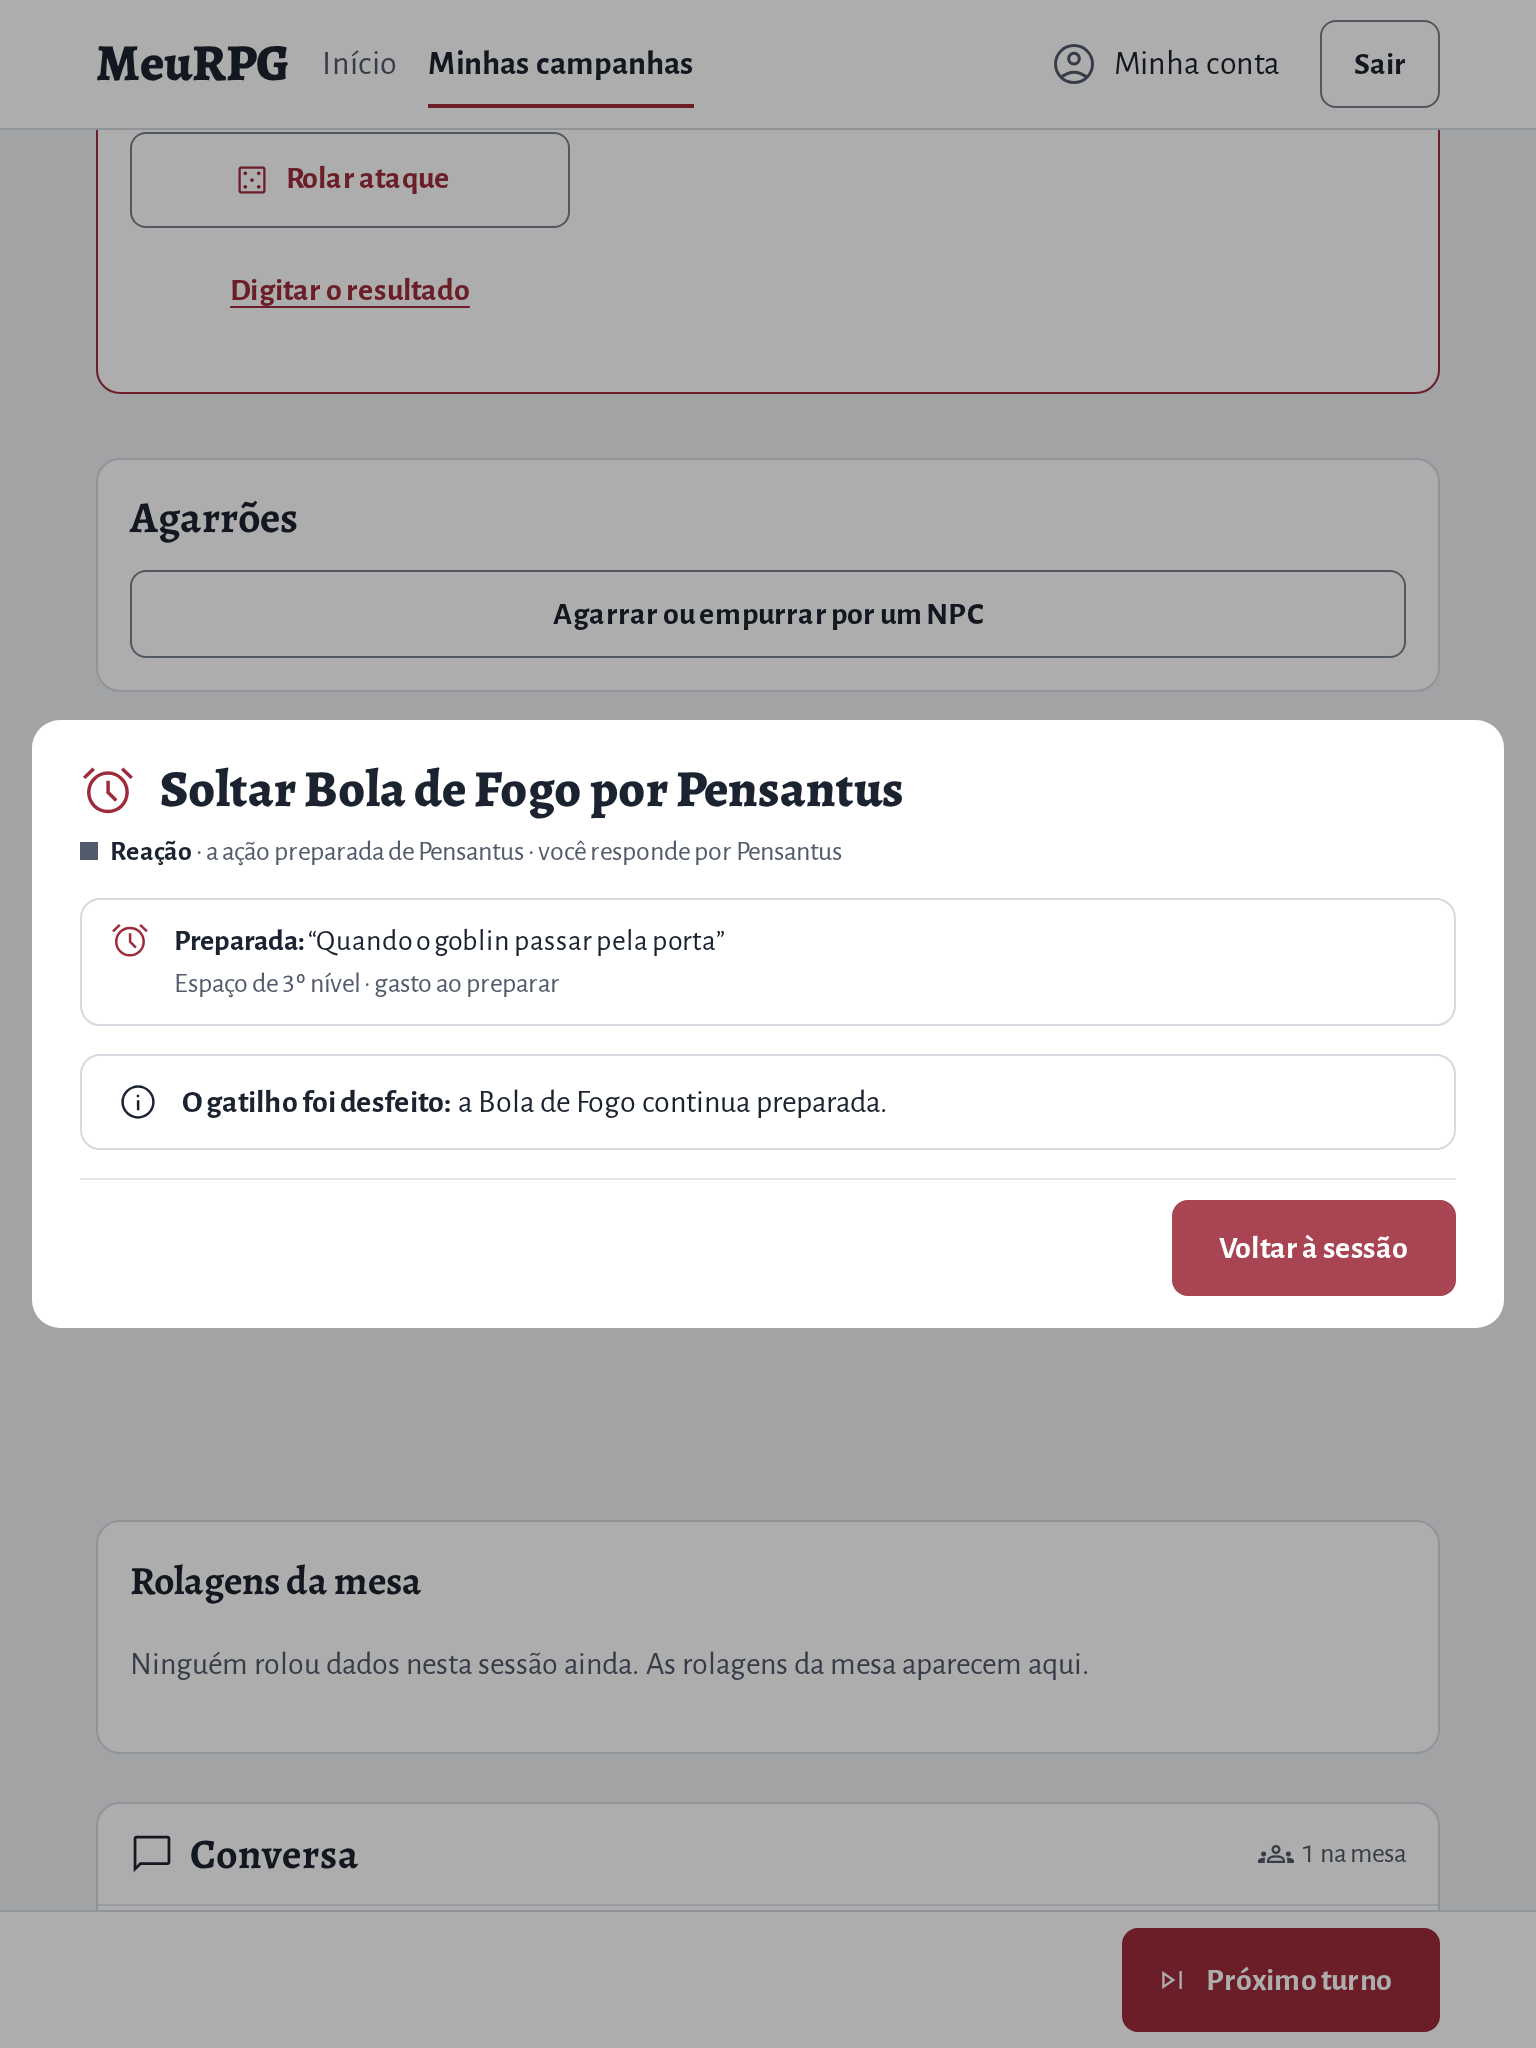 MeuRPG Início Minhas campanhas Minha conta Sair
Rolar ataque
Digitar o resultado
Agarrões
Agarrar ou empurrar por um NPC
Soltar Bola de Fogo por Pensantus
Reação · a ação preparada de Pensantus · você responde por Pensantus
Preparada: “Quando o goblin passar pela porta”
Espaço de 3º nível · gasto ao preparar
O gatilho foi desfeito: a Bola de Fogo continua preparada.
Voltar à sessão
Rolagens da mesa
Ninguém rolou dados nesta sessão ainda. As rolagens da mesa aparecem aqui.
Conversa 1 na mesa
Próximo turno